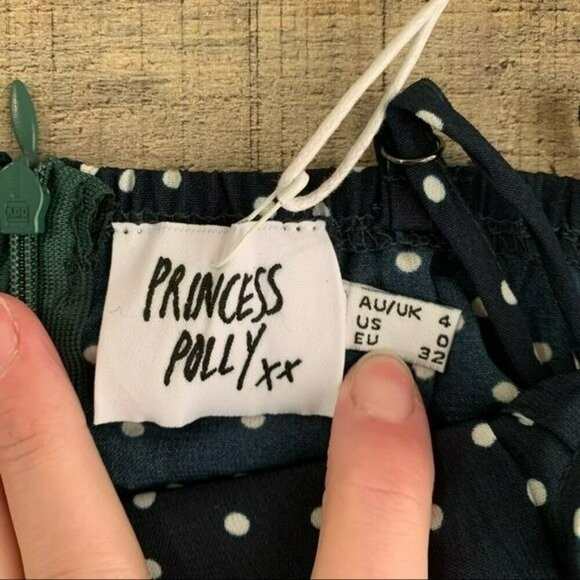 PRINCESS
POLLY xx
AU/UK 4
US 0
EU 32